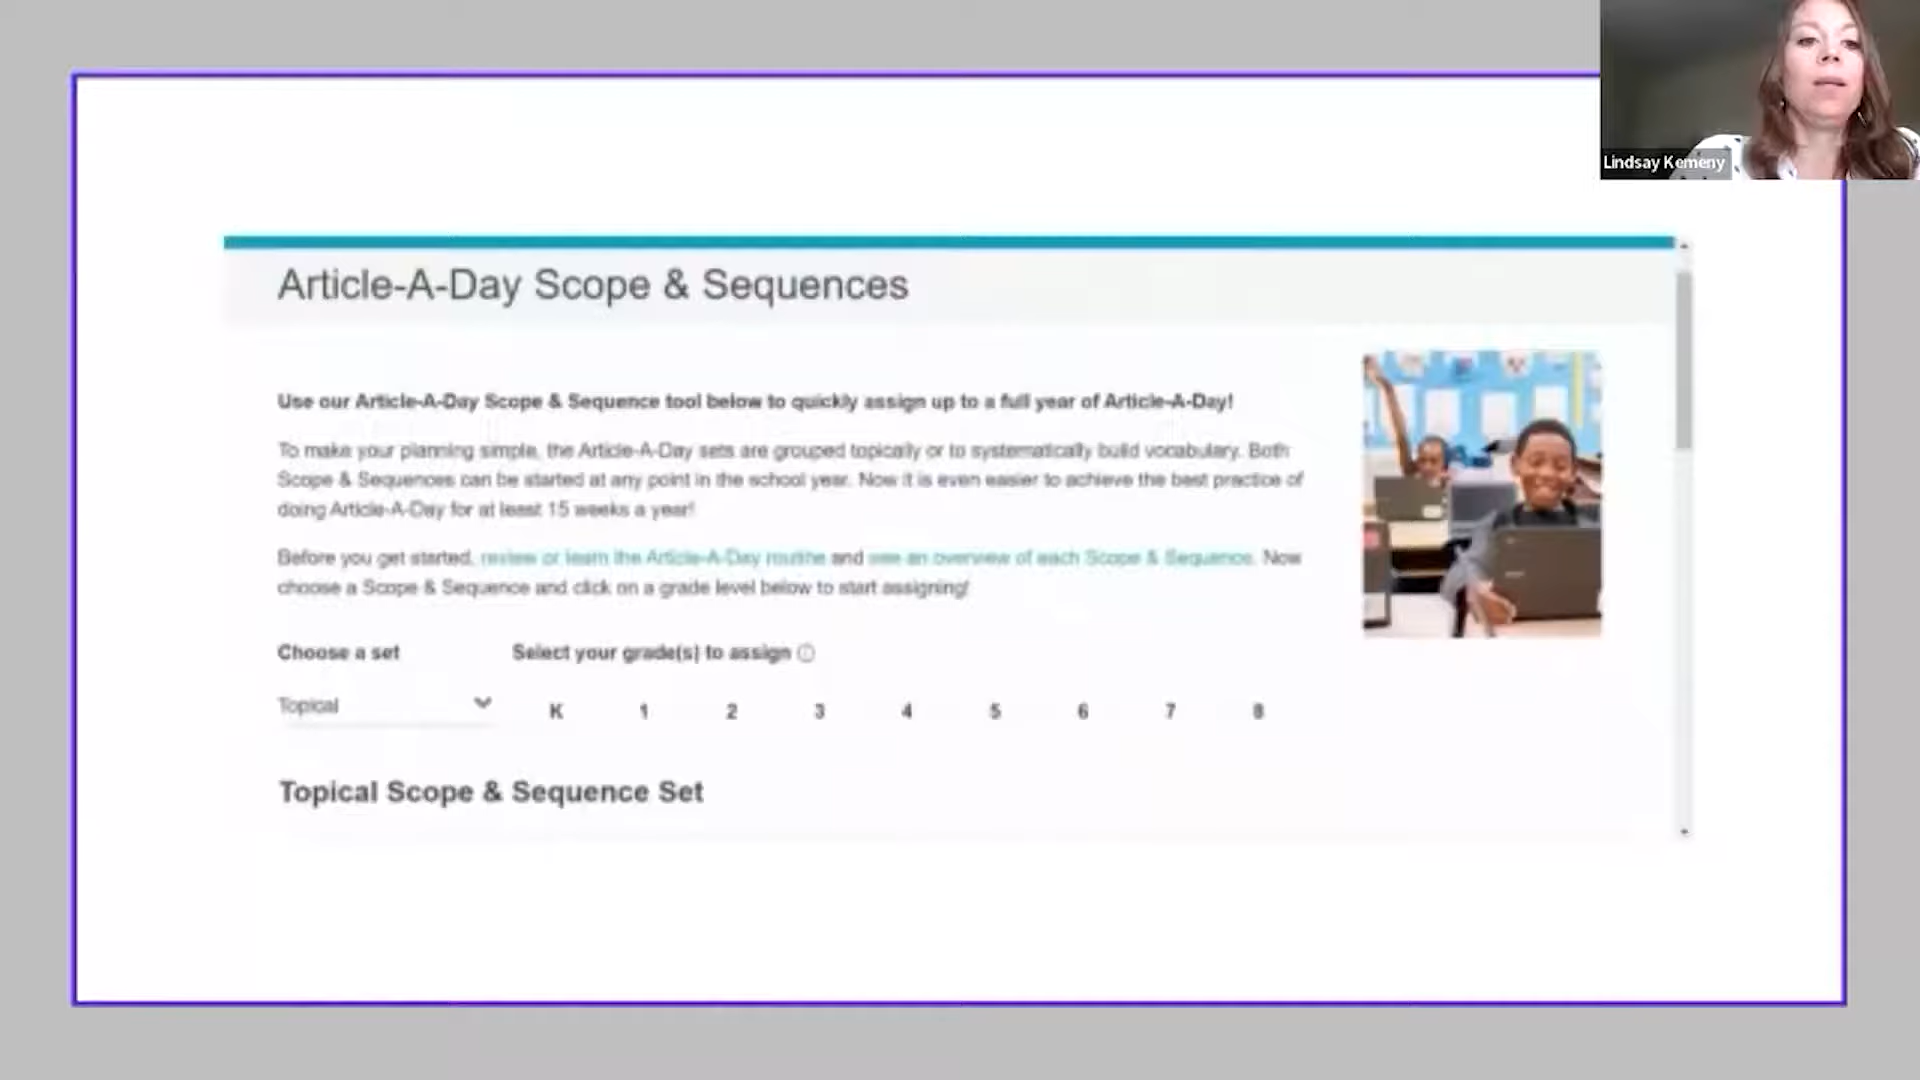 Lindsay Kemeny
Article-A-Day Scope & Sequences
Use our Article-A-Day Scope & Sequence tool below to quickly assign up to a full year of Article-A-Day!
To make your planning simple, the Article-A-Day sets are grouped topically or to systematically build vocabulary. Both
Scope & Sequences can be started at any point in the school year. Now it is even easier to achieve the best practice of
doing Article-A-Day for at least 15 weeks a year!
Before you get started, review or learn the Article-A-Day routine and see an overview of each Scope & Sequence. Now
choose a Scope & Sequence and click on a grade level below to start assigning!
Choose a set Select your grade(s) to assign
Topical K 1 2 3 4 5 6 7 8
Topical Scope & Sequence Set